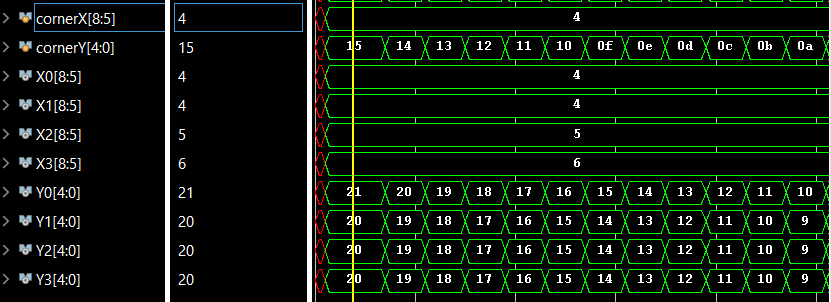 cornerX[8:5] 4 4
cornerY[4:0] 15 15 14 13 12 11 10 0f 0e 0d 0c 0b 0a
X0[8:5] 4 4
X1[8:5] 4 4
X2[8:5] 5 5
X3[8:5] 6 6
Y0[4:0] 21 21 20 19 18 17 16 15 14 13 12 11 10
Y1[4:0] 20 20 19 18 17 16 15 14 13 12 11 10 9
Y2[4:0] 20 20 19 18 17 16 15 14 13 12 11 10 9
Y3[4:0] 20 20 19 18 17 16 15 14 13 12 11 10 9